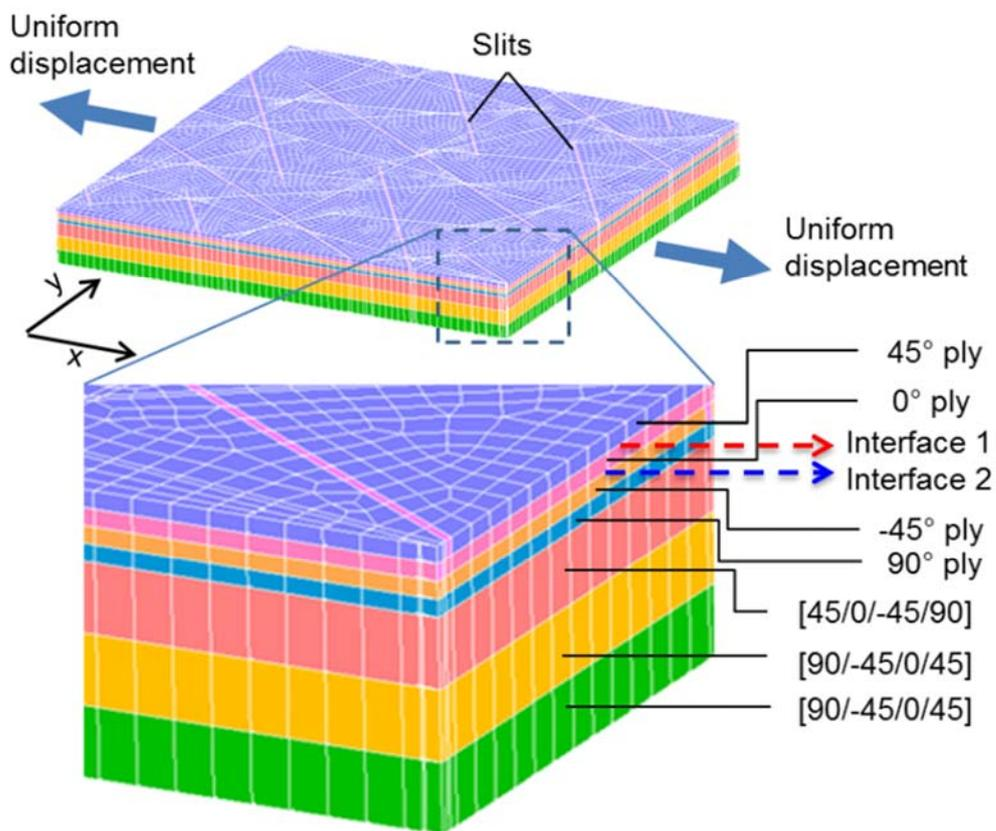 Uniform
displacement
Slits
Uniform
displacement
y
x
45° ply
0° ply
Interface 1
Interface 2
-45° ply
90° ply
[45/0/-45/90]
[90/-45/0/45]
[90/-45/0/45]